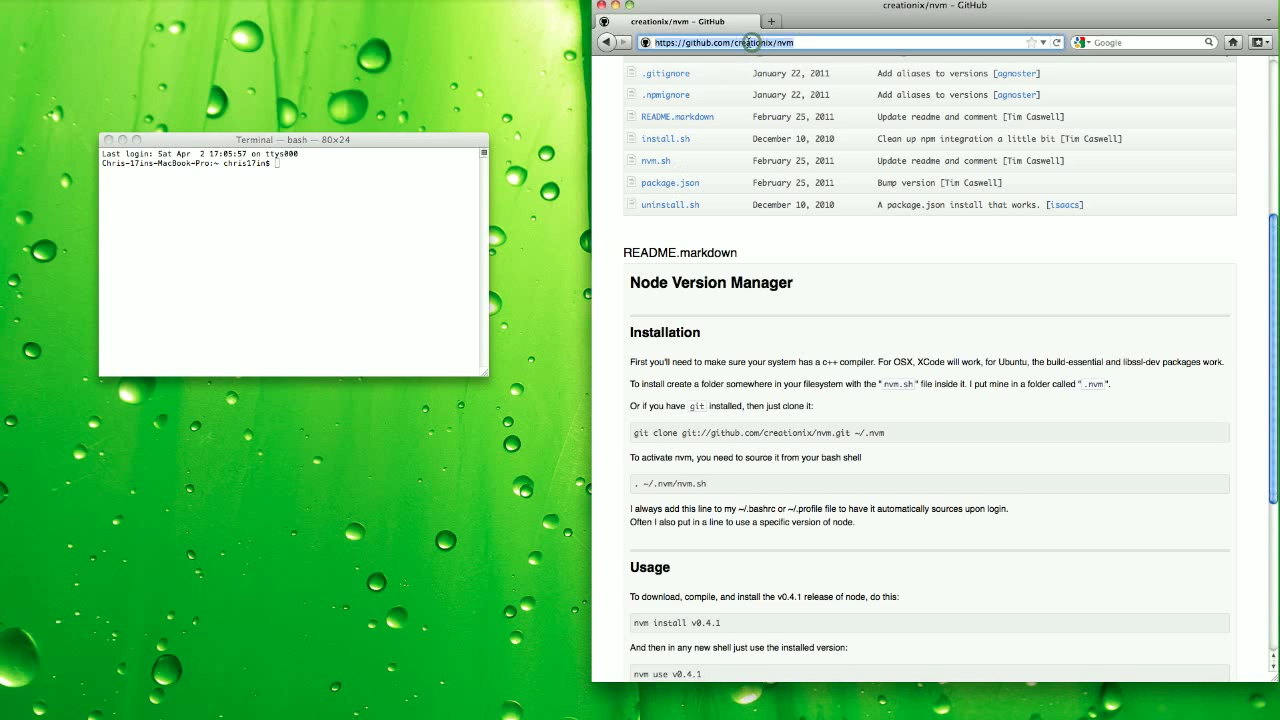 Terminal — bash — 80×24
Last login: Sat Apr  2 17:05:57 on ttys000
Chris-17ins-MacBook-Pro:~ chris17in$
creationix/nvm – GitHub
creationix/nvm – GitHub
https://github.com/creationix/nvm
Google
.gitignore January 22, 2011 Add aliases to versions [agnoster]
.npmignore January 22, 2011 Add aliases to versions [agnoster]
README.markdown February 25, 2011 Update readme and comment [Tim Caswell]
install.sh December 10, 2010 Clean up npm integration a little bit [Tim Caswell]
nvm.sh February 25, 2011 Update readme and comment [Tim Caswell]
package.json February 25, 2011 Bump version [Tim Caswell]
uninstall.sh December 10, 2010 A package.json install that works. [isaacs]
README.markdown
Node Version Manager
Installation
First you'll need to make sure your system has a c++ compiler. For OSX, XCode will work, for Ubuntu, the build-essential and libssl-dev packages work.
To install create a folder somewhere in your filesystem with the "nvm.sh" file inside it. I put mine in a folder called ".nvm".
Or if you have git installed, then just clone it:
git clone git://github.com/creationix/nvm.git ~/.nvm
To activate nvm, you need to source it from your bash shell
. ~/.nvm/nvm.sh
I always add this line to my ~/.bashrc or ~/.profile file to have it automatically sources upon login.
Often I also put in a line to use a specific version of node.
Usage
To download, compile, and install the v0.4.1 release of node, do this:
nvm install v0.4.1
And then in any new shell just use the installed version:
nvm use v0.4.1